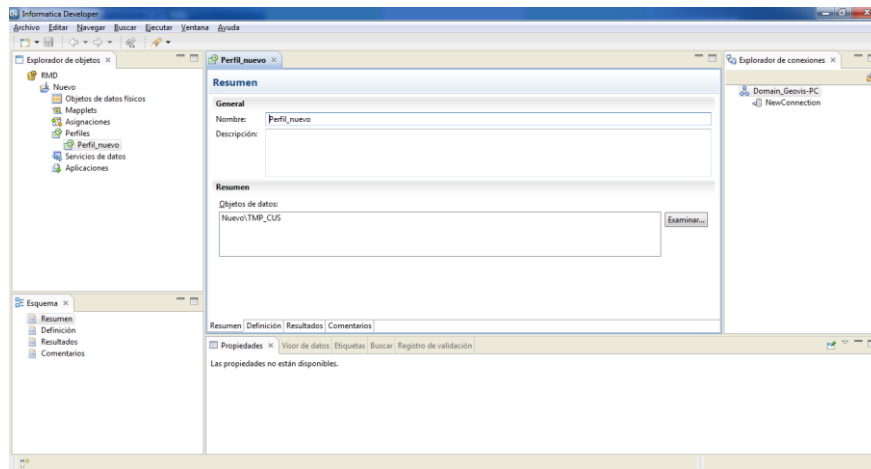 Informatica Developer
Archivo Editar Navegar Buscar Ejecutar Ventana Ayuda
Explorador de objetos
RMD
Nuevo
Objetos de datos físicos
Mapplets
Asignaciones
Perfiles
Perfil_nuevo
Servicios de datos
Aplicaciones
Esquema
Resumen
Definición
Resultados
Comentarios
Perfil_nuevo
Resumen
General
Nombre: Perfil_nuevo
Descripción:
Resumen
Objetos de datos:
Nuevo\TMP_CUS
Examinar...
Resumen Definición Resultados Comentarios
Propiedades Visor de datos Etiquetas Buscar Registro de validación
Las propiedades no están disponibles.
Explorador de conexiones
Domain_Geovis-PC
NewConnection